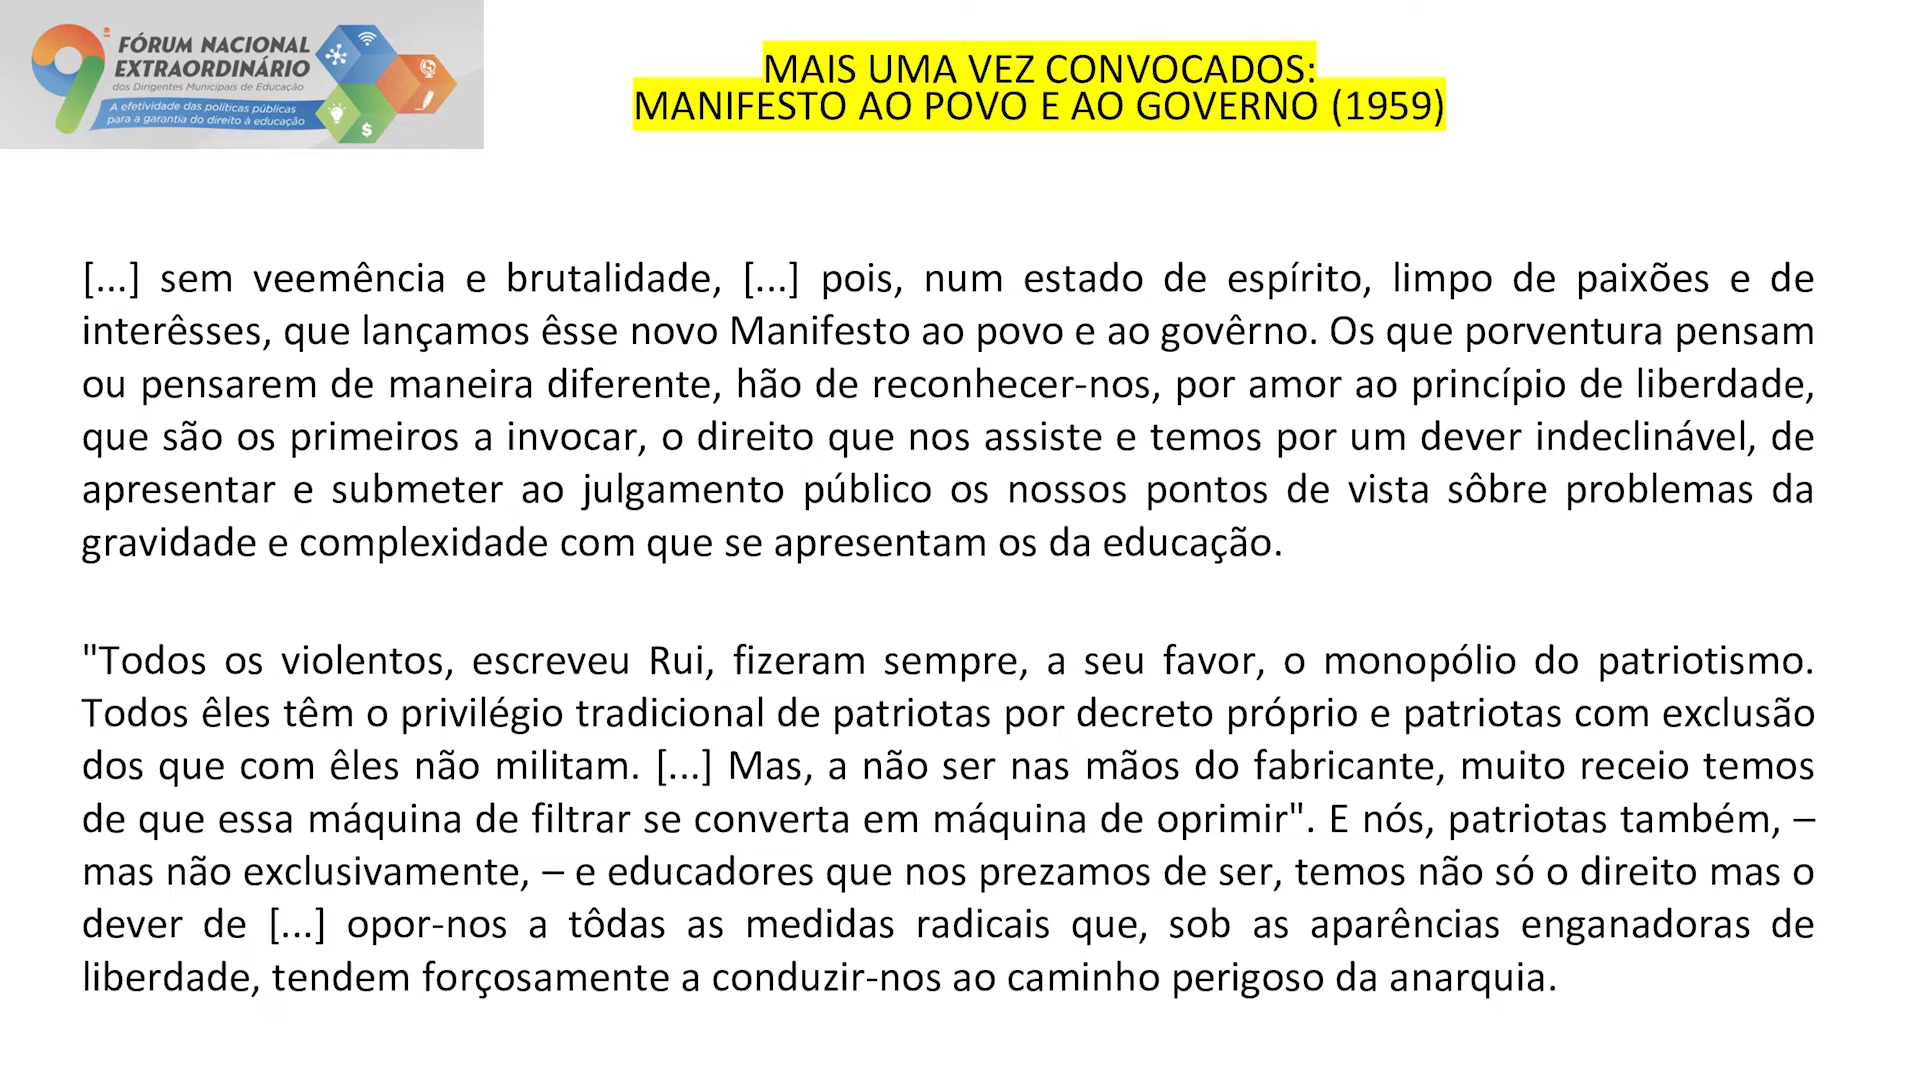 9º
FÓRUM NACIONAL
EXTRAORDINÁRIO
dos Dirigentes Municipais de Educação
A efetividade das políticas públicas
para a garantia do direito à educação
$
MAIS UMA VEZ CONVOCADOS:
MANIFESTO AO POVO E AO GOVERNO (1959)
[...] sem veemência e brutalidade, [...] pois, num estado de espírito, limpo de paixões e de
interêsses, que lançamos êsse novo Manifesto ao povo e ao govêrno. Os que porventura pensam
ou pensarem de maneira diferente, hão de reconhecer-nos, por amor ao princípio de liberdade,
que são os primeiros a invocar, o direito que nos assiste e temos por um dever indeclinável, de
apresentar e submeter ao julgamento público os nossos pontos de vista sôbre problemas da
gravidade e complexidade com que se apresentam os da educação.
"Todos os violentos, escreveu Rui, fizeram sempre, a seu favor, o monopólio do patriotismo.
Todos êles têm o privilégio tradicional de patriotas por decreto próprio e patriotas com exclusão
dos que com êles não militam. [...] Mas, a não ser nas mãos do fabricante, muito receio temos
de que essa máquina de filtrar se converta em máquina de oprimir". E nós, patriotas também, –
mas não exclusivamente, – e educadores que nos prezamos de ser, temos não só o direito mas o
dever de [...] opor-nos a tôdas as medidas radicais que, sob as aparências enganadoras de
liberdade, tendem forçosamente a conduzir-nos ao caminho perigoso da anarquia.